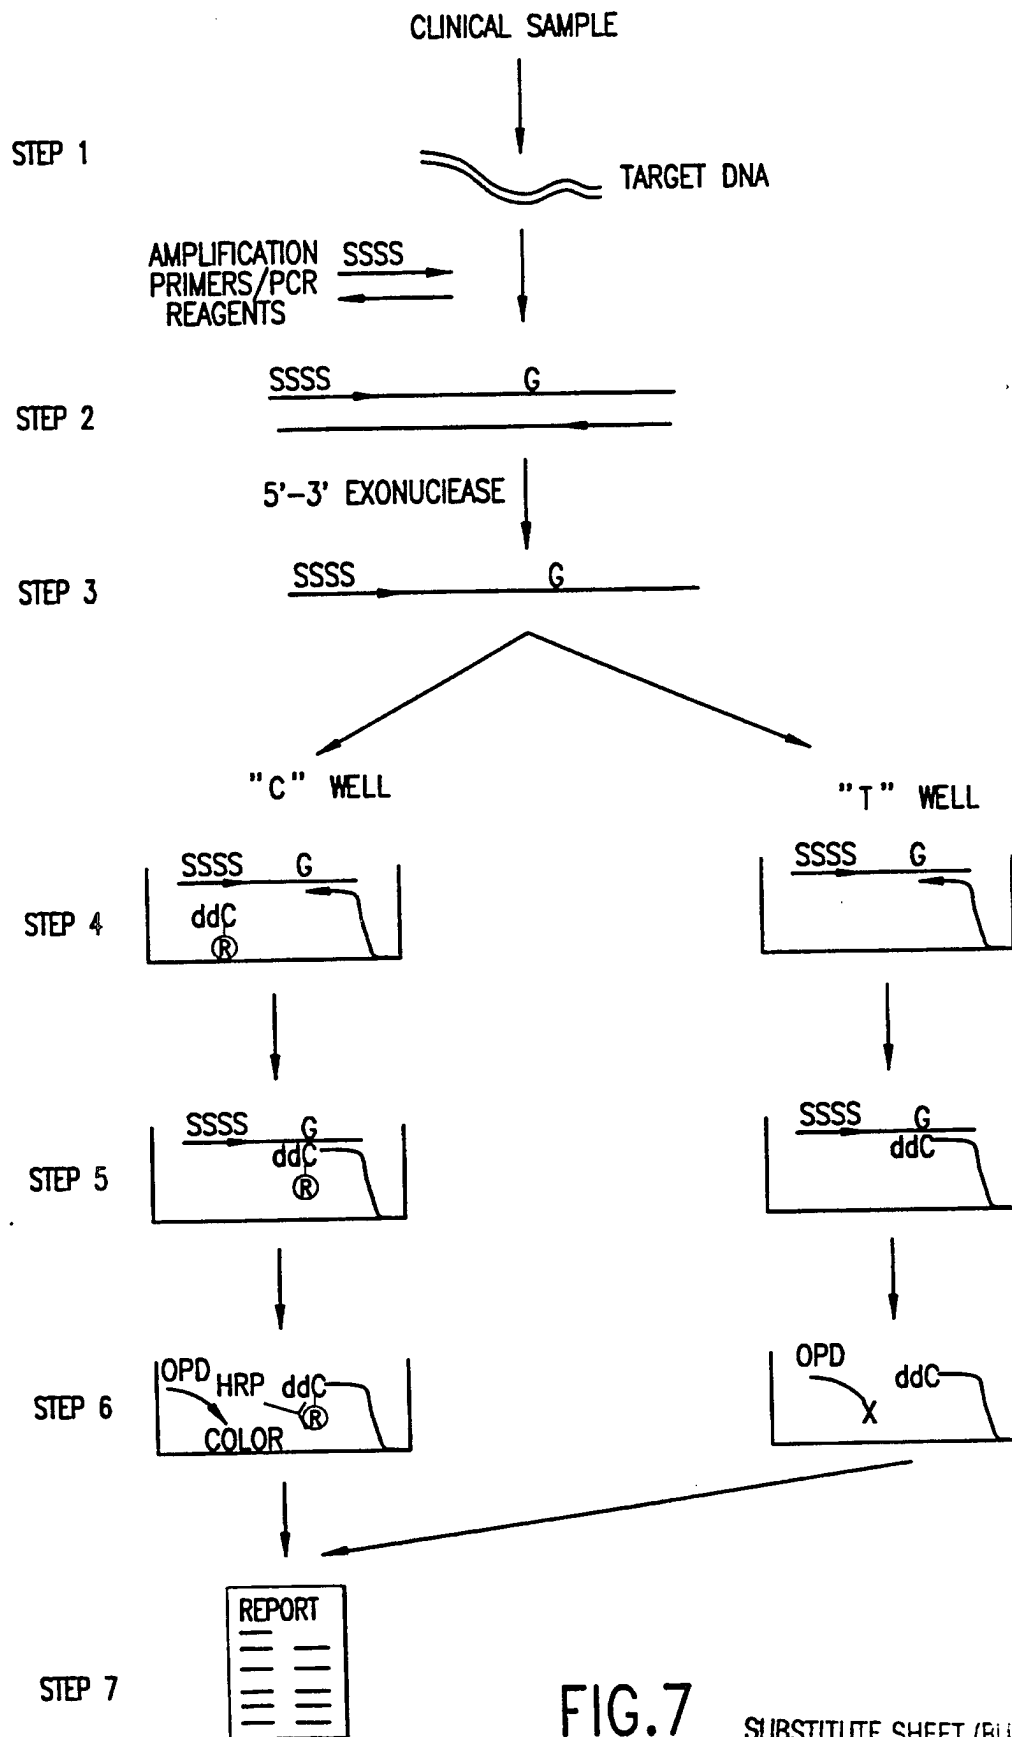 CLINICAL SAMPLE
STEP 1
TARGET DNA
AMPLIFICATION SSSS
PRIMERS/PCR
REAGENTS
SSSS G
STEP 2
5'-3' EXONUCIEASE
SSSS G
STEP 3
"C" WELL
"T" WELL
SSSS G
SSSS G
STEP 4
ddC
R
SSSS G
SSSS G
ddC
ddC
STEP 5
R
OPD
HRP
ddC
OPD
ddC
STEP 6
R
X
COLOR
REPORT
STEP 7
FIG.7
SUBSTITUTE SHEET